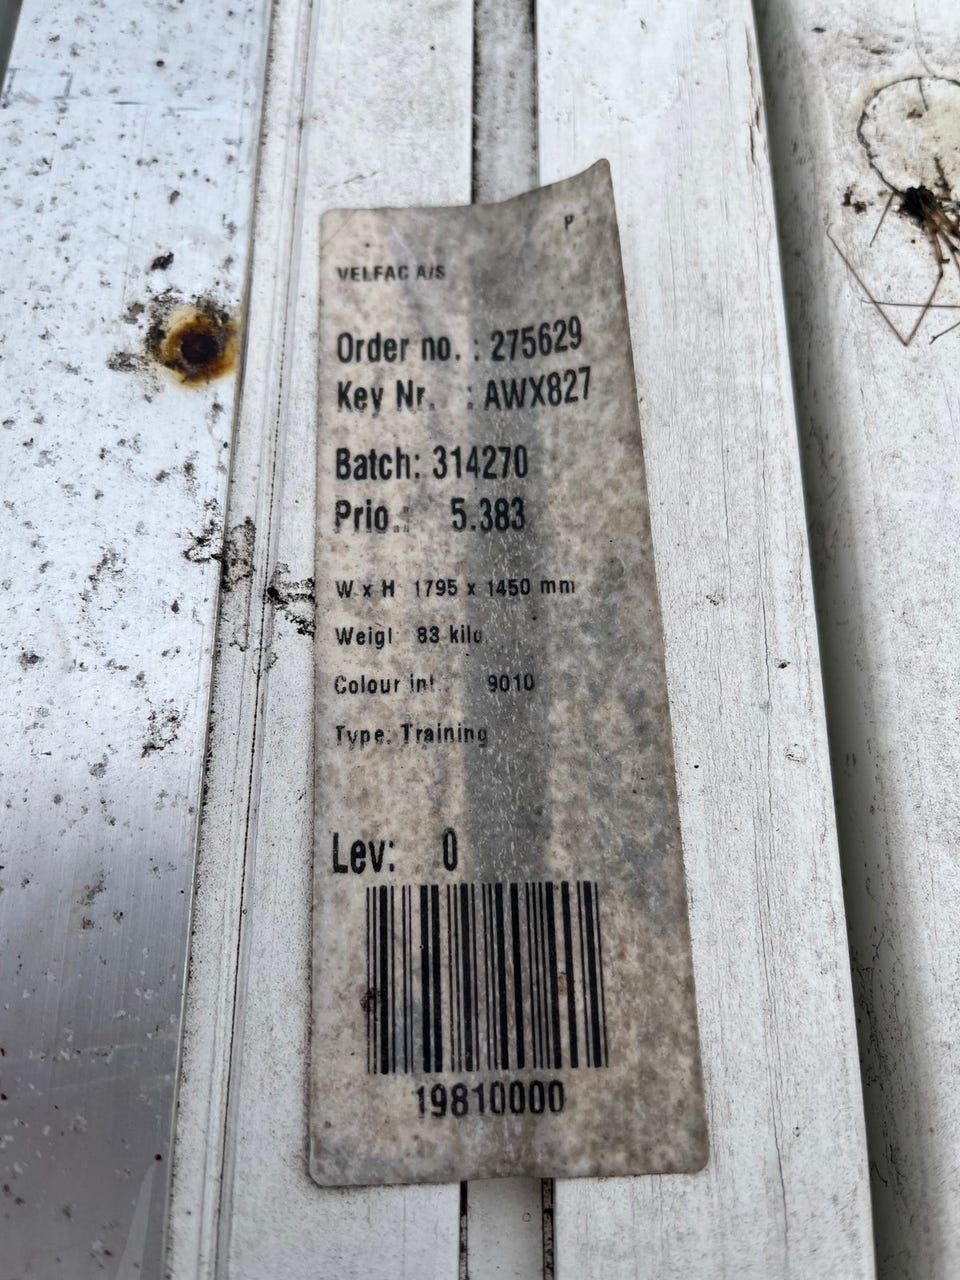 P
VELFAC A/S
Order no. : 275629
Key Nr. : AWX827
Batch: 314270
Prio.: 5.383
W x H 1795 x 1450 mm
Weigt 83 kilo
Colour int.: 9010
Type: Training
Lev: 0
19810000